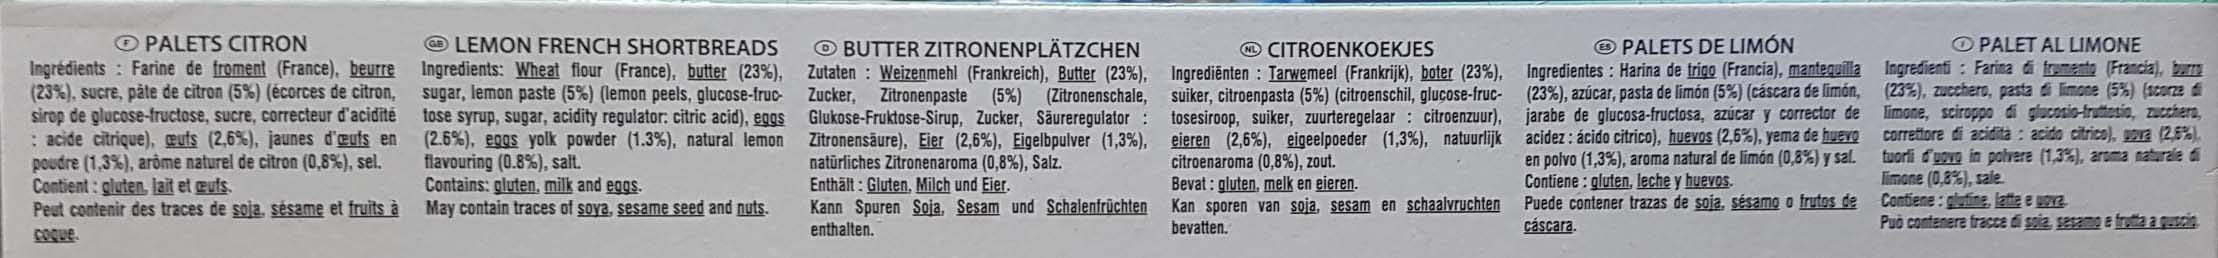 F PALETS CITRON
Ingrédients : Farine de froment (France), beurre
(23%), sucre, pâte de citron (5%) (écorces de citron,
sirop de glucose-fructose, sucre, correcteur d'acidité
: acide citrique), œufs (2,6%), jaunes d'œufs en
poudre (1,3%), arôme naturel de citron (0,8%), sel.
Contient : gluten, lait et œufs.
Peut contenir des traces de soja, sésame et fruits à
coque.
GB LEMON FRENCH SHORTBREADS
Ingredients: Wheat flour (France), butter (23%),
sugar, lemon paste (5%) (lemon peels, glucose-fruc-
tose syrup, sugar, acidity regulator: citric acid), eggs
(2.6%), eggs yolk powder (1.3%), natural lemon
flavouring (0.8%), salt.
Contains: gluten, milk and eggs.
May contain traces of soya, sesame seed and nuts.
D BUTTER ZITRONENPLÄTZCHEN
Zutaten : Weizenmehl (Frankreich), Butter (23%),
Zucker, Zitronenpaste (5%) (Zitronenschale,
Glukose-Fruktose-Sirup, Zucker, Säureregulator :
Zitronensäure), Eier (2,6%), Eigelbpulver (1,3%),
natürliches Zitronenaroma (0,8%), Salz.
Enthält : Gluten, Milch und Eier.
Kann Spuren Soja, Sesam und Schalenfrüchten
enthalten.
NL CITROENKOEKJES
Ingrediënten : Tarwemeel (Frankrijk), boter (23%),
suiker, citroenpasta (5%) (citroenschil, glucose-fruc-
tosesiroop, suiker, zuurteregelaar : citroenzuur),
eieren (2,6%), eigeelpoeder (1,3%), natuurlijk
citroenaroma (0,8%), zout.
Bevat : gluten, melk en eieren.
Kan sporen van soja, sesam en schaalvruchten
bevatten.
ES PALETS DE LIMÓN
Ingredientes : Harina de trigo (Francia), mantequilla
(23%), azúcar, pasta de limón (5%) (cáscara de limón,
jarabe de glucosa-fructosa, azúcar y corrector de
acidez : ácido cítrico), huevos (2,6%), yema de huevo
en polvo (1,3%), aroma natural de limón (0,8%) y sal.
Contiene : gluten, leche y huevos.
Puede contener trazas de soja, sésamo o frutos de
cáscara.
I PALET AL LIMONE
Ingredienti : Farina di frumento (Francia), burro
(23%), zucchero, pasta di limone (5%) (scorze di
limone, sciroppo di glucosio-fruttosio, zucchero,
correttore di acidità : acido citrico), uova (2,6%),
tuorli d'uovo in polvere (1,3%), aroma naturale di
limone (0,8%), sale.
Contiene : glutine, latte e uova.
Può contenere tracce di soia, sesamo e frutta a guscio.